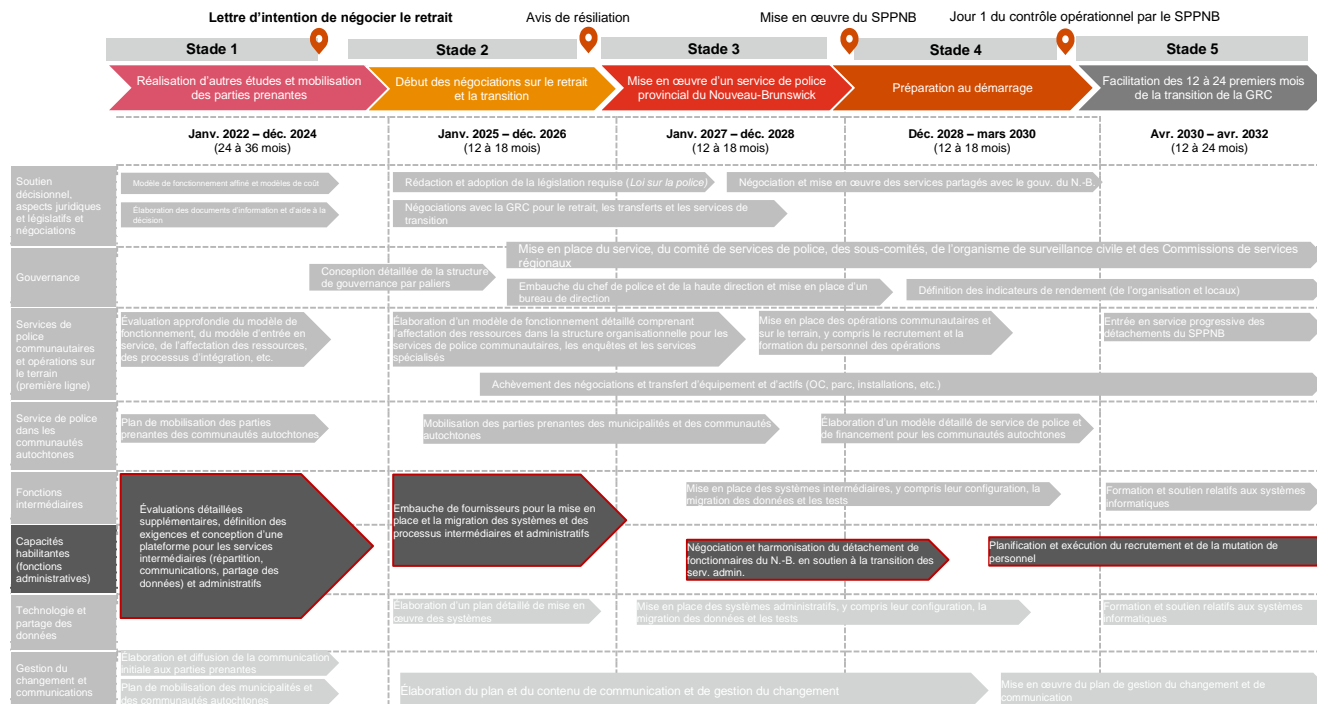 Lettre d'intention de négocier le retrait
Avis de résiliation
Mise en œuvre du SPPNB
Jour 1 du contrôle opérationnel par le SPPNB
Stade 1
Stade 2
Stade 3
Stade 4
Stade 5
Réalisation d'autres études et mobilisation
des parties prenantes
Début des négociations sur le retrait
et la transition
Mise en œuvre d'un service de police
provincial du Nouveau-Brunswick
Préparation au démarrage
Facilitation des 12 à 24 premiers mois
de la transition de la GRC
Janv. 2022 – déc. 2024
(24 à 36 mois)
Janv. 2025 – déc. 2026
(12 à 18 mois)
Janv. 2027 – déc. 2028
(12 à 18 mois)
Déc. 2028 – mars 2030
(12 à 18 mois)
Avr. 2030 – avr. 2032
(12 à 24 mois)
Soutien
décisionnel,
aspects juridiques
et législatifs et
négociations
Modèle de fonctionnement affiné et modèles de coût
Élaboration des documents d'information et d'aide à la
décision
Rédaction et adoption de la législation requise (Loi sur la police)
Négociation et mise en œuvre des services partagés avec le gouv. du N.-B.
Négociations avec la GRC pour le retrait, les transferts et les services de
transition
Gouvernance
Mise en place du service, du comité de services de police, des sous-comités, de l'organisme de surveillance civile et des Commissions de services
régionaux
Conception détaillée de la structure
de gouvernance par paliers
Embauche du chef de police et de la haute direction et mise en place d'un
bureau de direction
Définition des indicateurs de rendement (de l'organisation et locaux)
Services de
police
communautaires
et opérations sur
le terrain
(première ligne)
Évaluation approfondie du modèle de
fonctionnement, du modèle d'entrée en
service, de l'affectation des ressources,
des processus d'intégration, etc.
Élaboration d'un modèle de fonctionnement détaillé comprenant
l'affectation des ressources dans la structure organisationnelle pour les
services de police communautaires, les enquêtes et les services
spécialisés
Mise en place des opérations communautaires et
sur le terrain, y compris le recrutement et la
formation du personnel des opérations
Entrée en service progressive des
détachements du SPPNB
Achèvement des négociations et transfert d'équipement et d'actifs (OC, parc, installations, etc.)
Service de police
dans les
communautés
autochtones
Plan de mobilisation des parties
prenantes des communautés autochtones
Mobilisation des parties prenantes des municipalités et des communautés
autochtones
Élaboration d'un modèle détaillé de service de police et
de financement pour les communautés autochtones
Fonctions
intermédiaires
Évaluations détaillées
supplémentaires, définition des
exigences et conception d'une
plateforme pour les services
intermédiaires (répartition,
communications, partage des
données) et administratifs
Embauche de fournisseurs pour la mise en
place et la migration des systèmes et des
processus intermédiaires et administratifs
Mise en place des systèmes intermédiaires, y compris leur configuration, la
migration des données et les tests
Formation et soutien relatifs aux systèmes
informatiques
Capacités
habilitantes
(fonctions
administratives)
Négociation et harmonisation du détachement de
fonctionnaires du N.-B. en soutien à la transition des
serv. admin.
Planification et exécution du recrutement et de la mutation de
personnel
Technologie et
partage des
données
Élaboration d'un plan détaillé de mise en
œuvre des systèmes
Mise en place des systèmes administratifs, y compris leur configuration, la
migration des données et les tests
Formation et soutien relatifs aux systèmes
informatiques
Gestion du
changement et
communications
Élaboration et diffusion de la communication
initiale aux parties prenantes
Plan de mobilisation des municipalités et
des communautés autochtones
Élaboration du plan et du contenu de communication et de gestion du changement
Mise en œuvre du plan de gestion du changement et de
communication